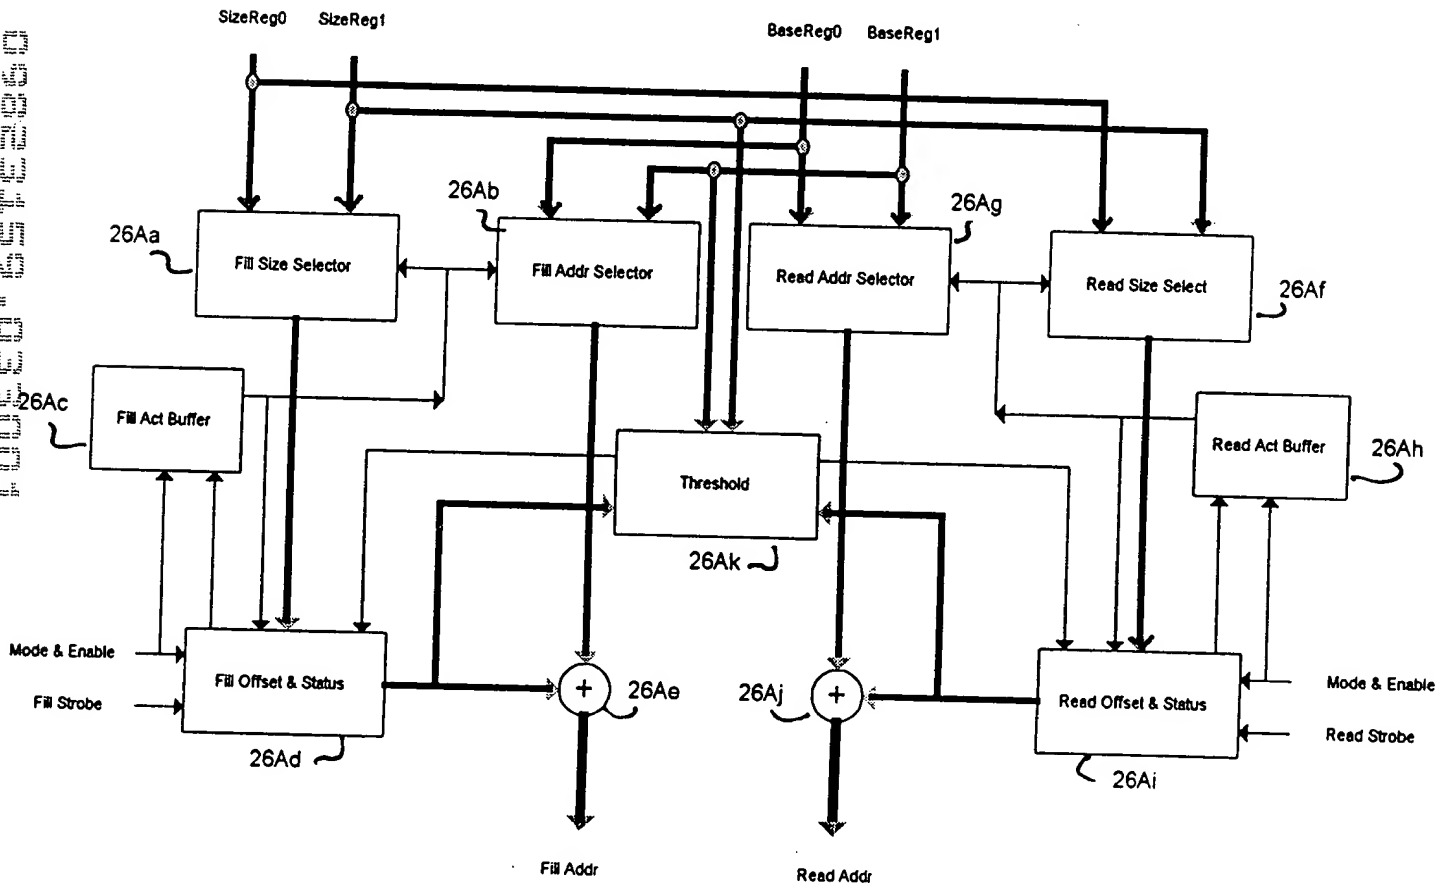 SizeReg0 SizeReg1
BaseReg0 BaseReg1
26Aa
Fill Size Selector
26Ab
Fill Addr Selector
26Ag
Read Addr Selector
Read Size Select
26Af
26Ac
Fill Act Buffer
Threshold
26Ak
Read Act Buffer
26Ah
Mode & Enable
Fill Strobe
Fill Offset & Status
26Ad
+
26Ae
26Aj
+
Read Offset & Status
26Ai
Mode & Enable
Read Strobe
Fill Addr
Read Addr